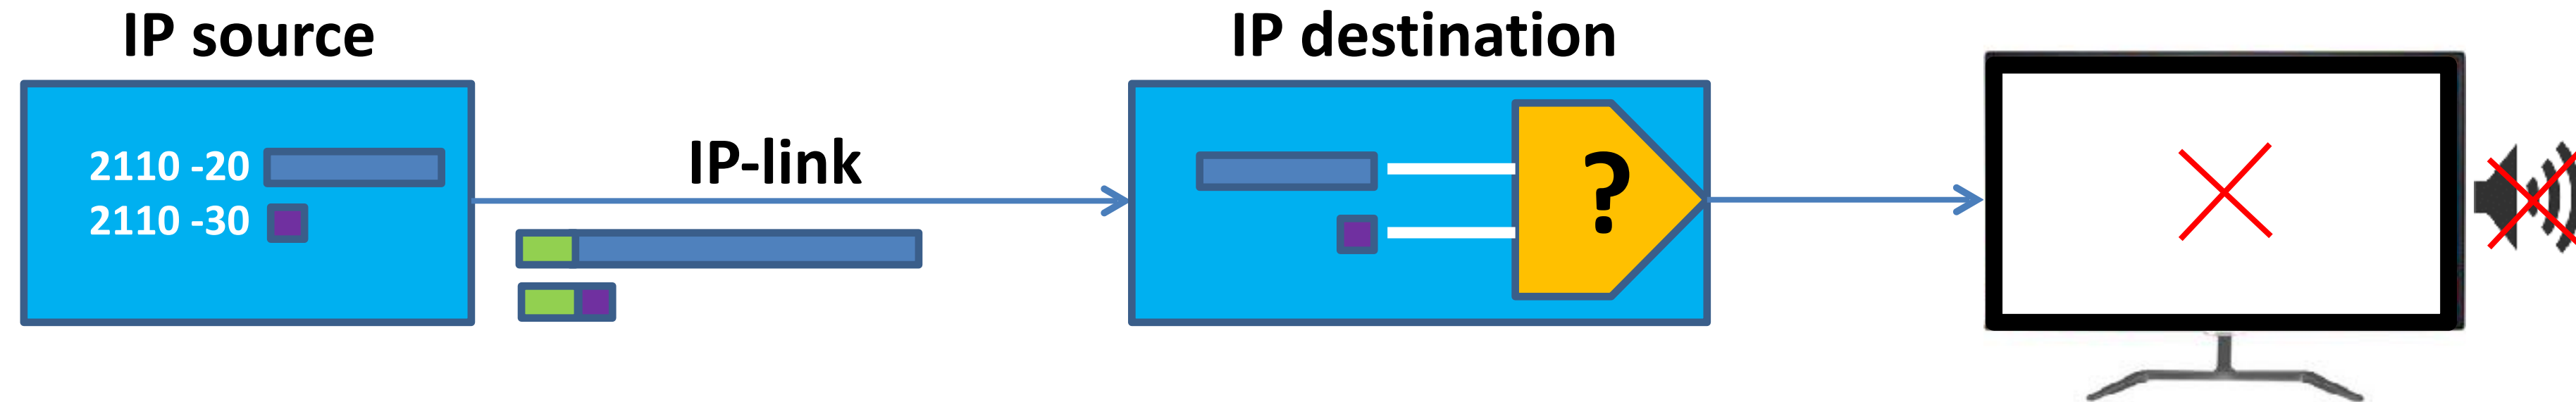 IP source
2110 -20
2110 -30
IP-link
IP destination
?